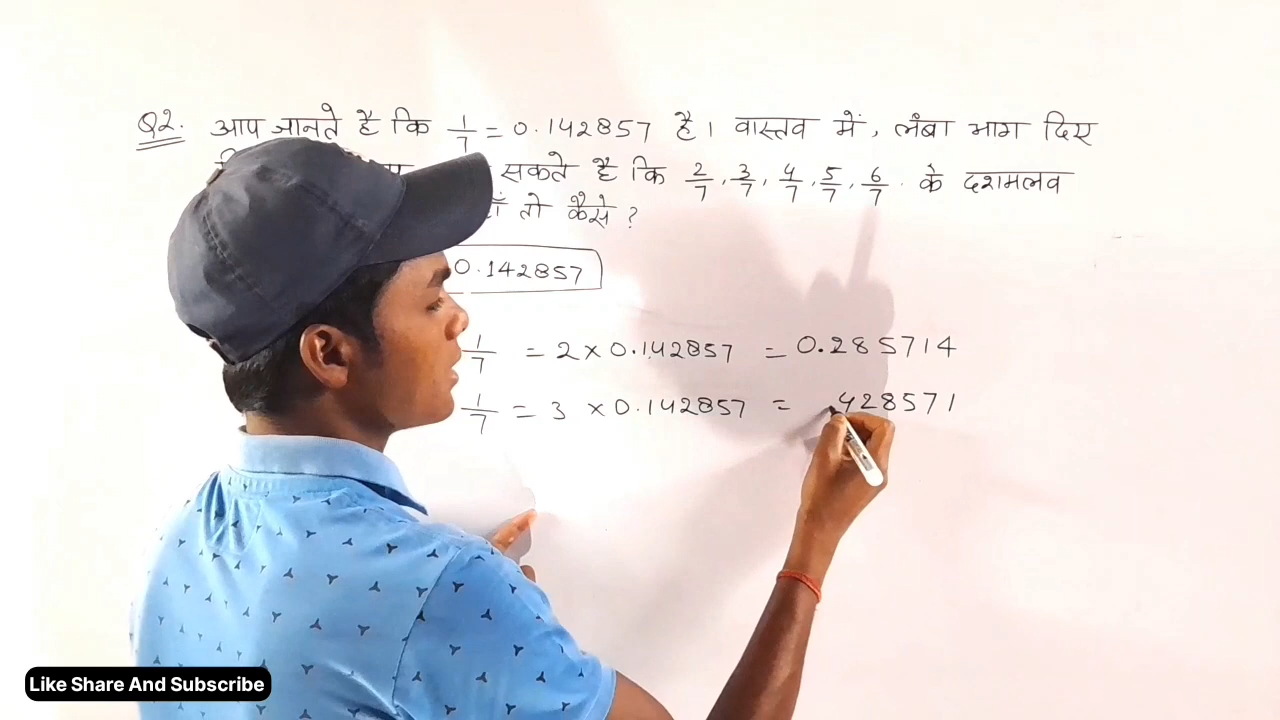 Q2. आप जानते है कि 1/7 = 0.142857 है। वास्तव में, लंबा भाग दिए
सकते है कि 2/7, 3/7, 4/7, 5/7, 6/7. के दशमलव
तो कैसे ?
0.142857
1/7 = 2 × 0.142857 = 0.285714
1/7 = 3 × 0.142857 = .428571
Like Share And Subscribe